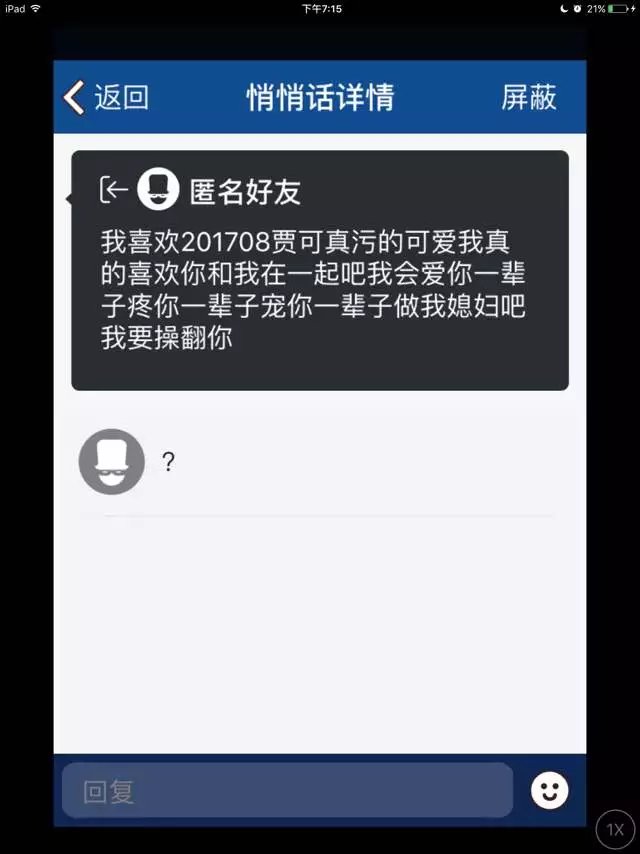 iPad 下午7:15 21%
返回 悄悄话详情 屏蔽
匿名好友
我喜欢201708贾可真污的可爱我真
的喜欢你和我在一起吧我会爱你一辈
子疼你一辈子宠你一辈子做我媳妇吧
我要操翻你
?
回复
1X